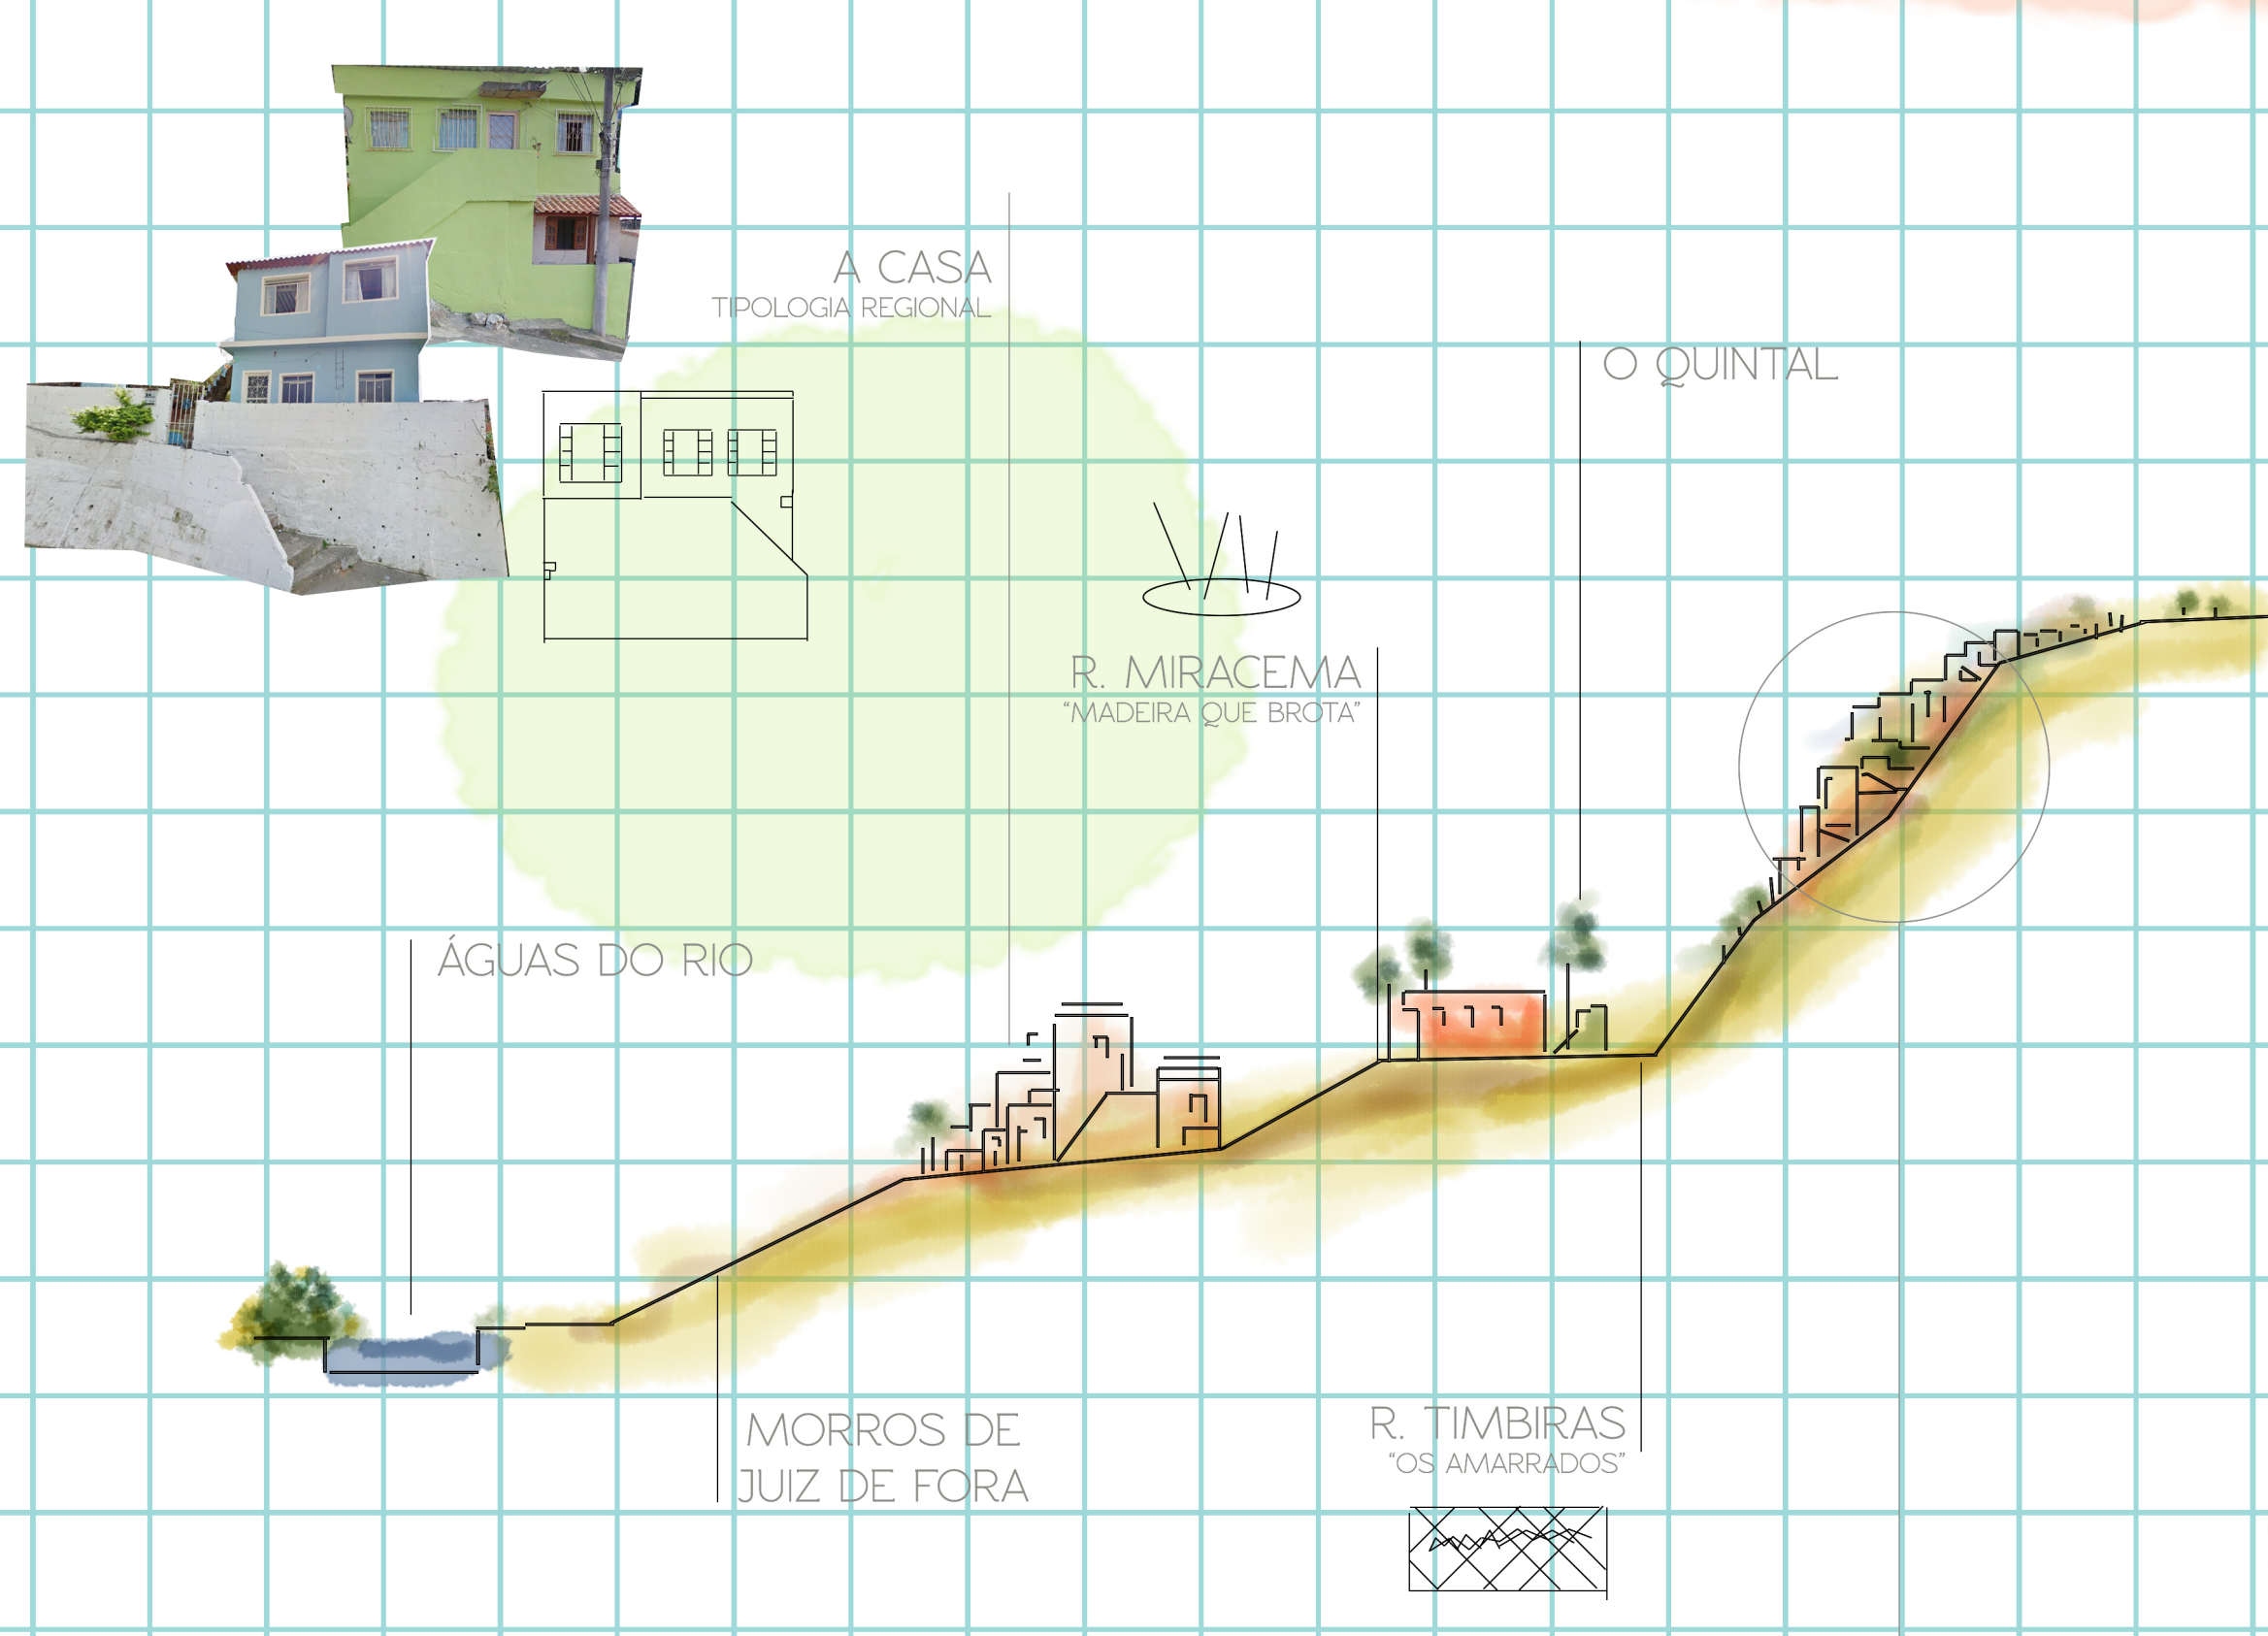 A CASA
TIPOLOGIA REGIONAL
O QUINTAL
R. MIRACEMA
“MADEIRA QUE BROTA”
ÁGUAS DO RIO
MORROS DE
JUIZ DE FORA
R. TIMBIRAS
“OS AMARRADOS”